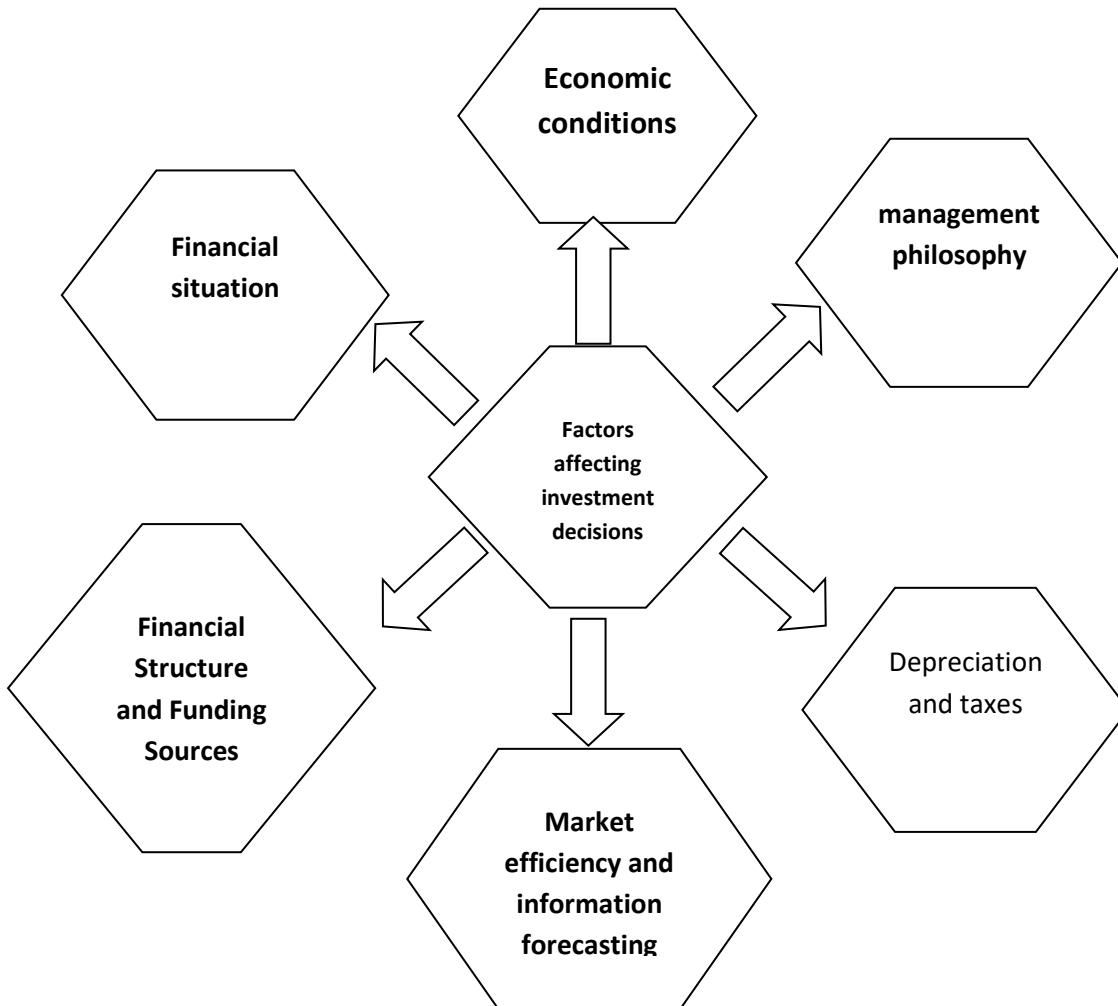 Economic
conditions
management
philosophy
Financial
situation
Factors
affecting
investment
decisions
Financial
Structure
and Funding
Sources
Depreciation
and taxes
Market
efficiency and
information
forecasting